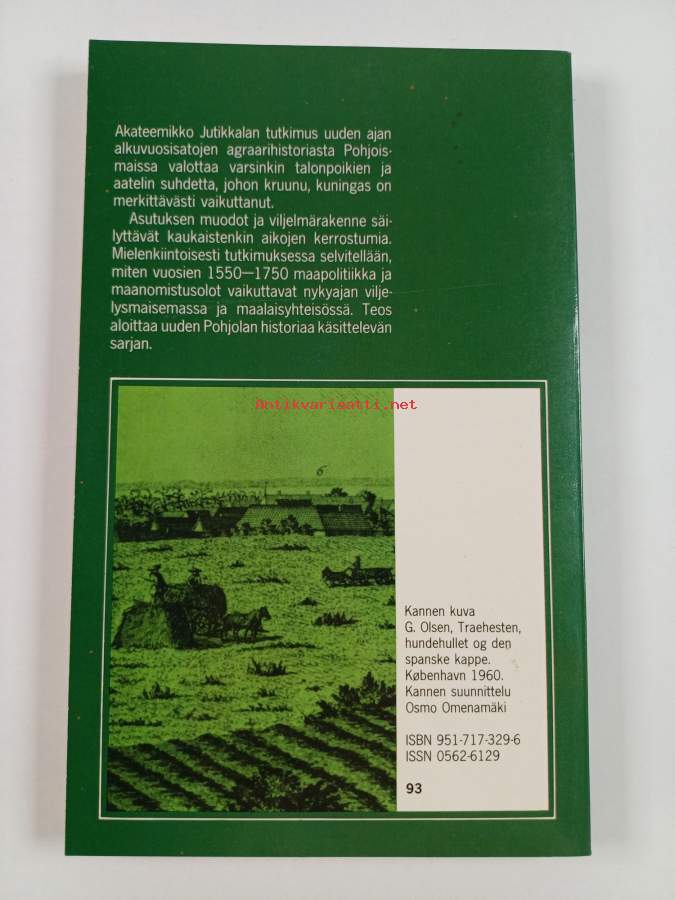 Akateemikko Jutikkalan tutkimus uuden ajan
alkuvuosisatojen agraarihistoriasta Pohjois-
maissa valottaa varsinkin talonpoikien ja
aatelin suhdetta, johon kruunu, kuningas on
merkittävästi vaikuttanut.
Asutuksen muodot ja viljelmärakenne säi-
lyttävät kaukaistenkin aikojen kerrostumia.
Mielenkiintoisesti tutkimuksessa selvitellään,
miten vuosien 1550—1750 maapolitiikka ja
maanomistusolot vaikuttavat nykyajan vilje-
lysmaisemassa ja maalaisyhteisössä. Teos
aloittaa uuden Pohjolan historiaa käsittelevän
sarjan.
Antikvarisatti.net
6
Kannen kuva
G. Olsen, Traehesten,
hundehullet og den
spanske kappe.
København 1960.
Kannen suunnittelu
Osmo Omenamäki
ISBN 951-717-329-6
ISSN 0562-6129
93